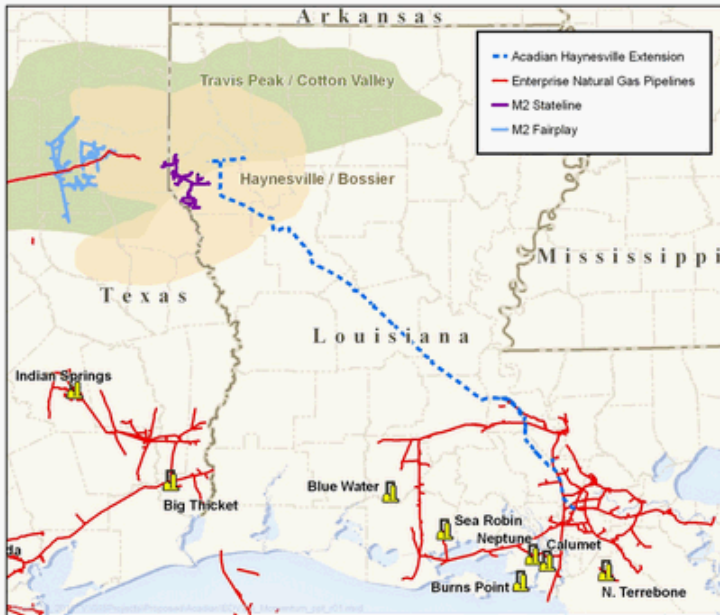 Arkansas
Acadian Haynesville Extension
Enterprise Natural Gas Pipelines
M2 Stateline
M2 Fairplay
Travis Peak / Cotton Valley
Haynesville / Bossier
Mississippi
Texas
Louisiana
Indian Springs
Big Thicket
Blue Water
Sea Robin
Neptune
Calumet
Burns Point
N. Terrebone
da